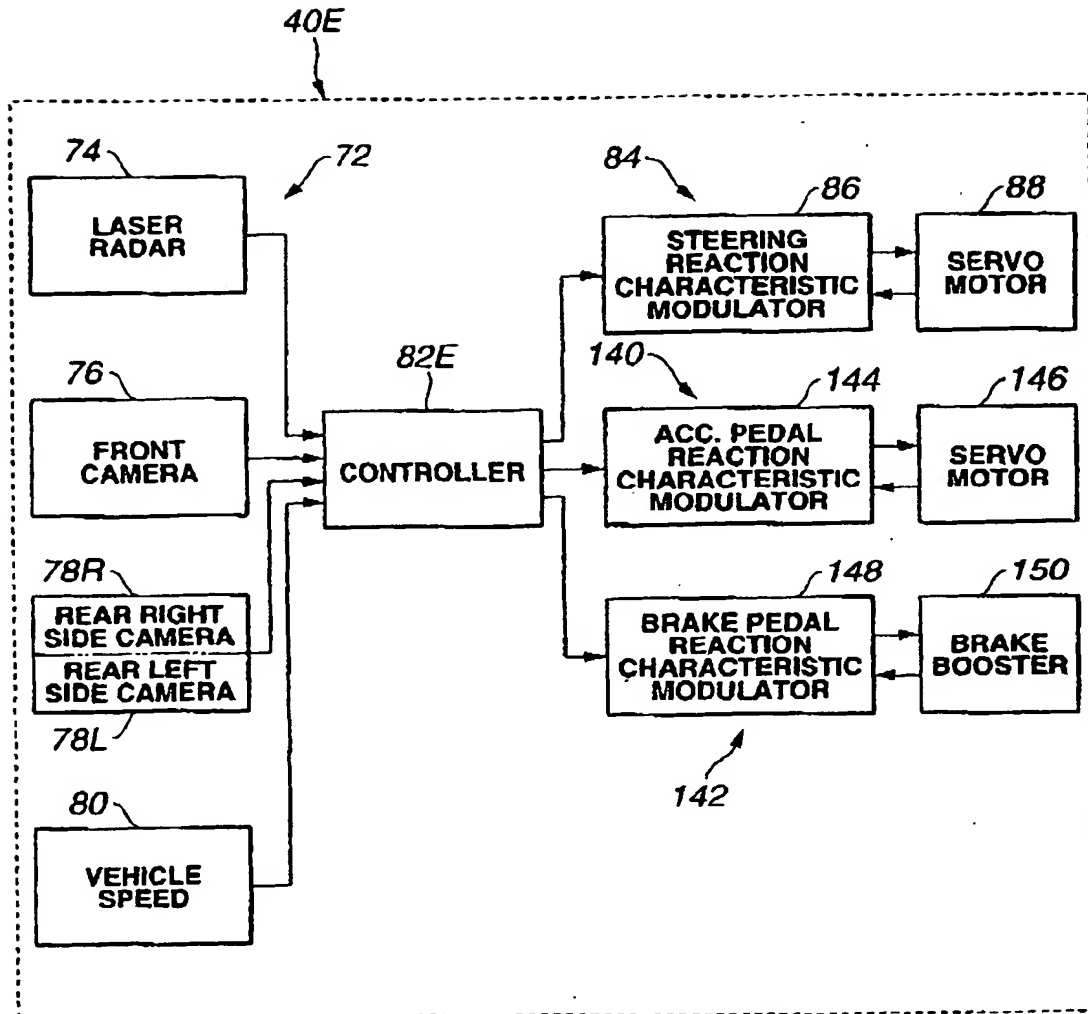 40E
74
LASER
RADAR
72
76
FRONT
CAMERA
78R
REAR RIGHT
SIDE CAMERA
REAR LEFT
SIDE CAMERA
78L
80
VEHICLE
SPEED
82E
CONTROLLER
84
86
STEERING
REACTION
CHARACTERISTIC
MODULATOR
88
SERVO
MOTOR
140
144
ACC. PEDAL
REACTION
CHARACTERISTIC
MODULATOR
146
SERVO
MOTOR
148
BRAKE PEDAL
REACTION
CHARACTERISTIC
MODULATOR
150
BRAKE
BOOSTER
142